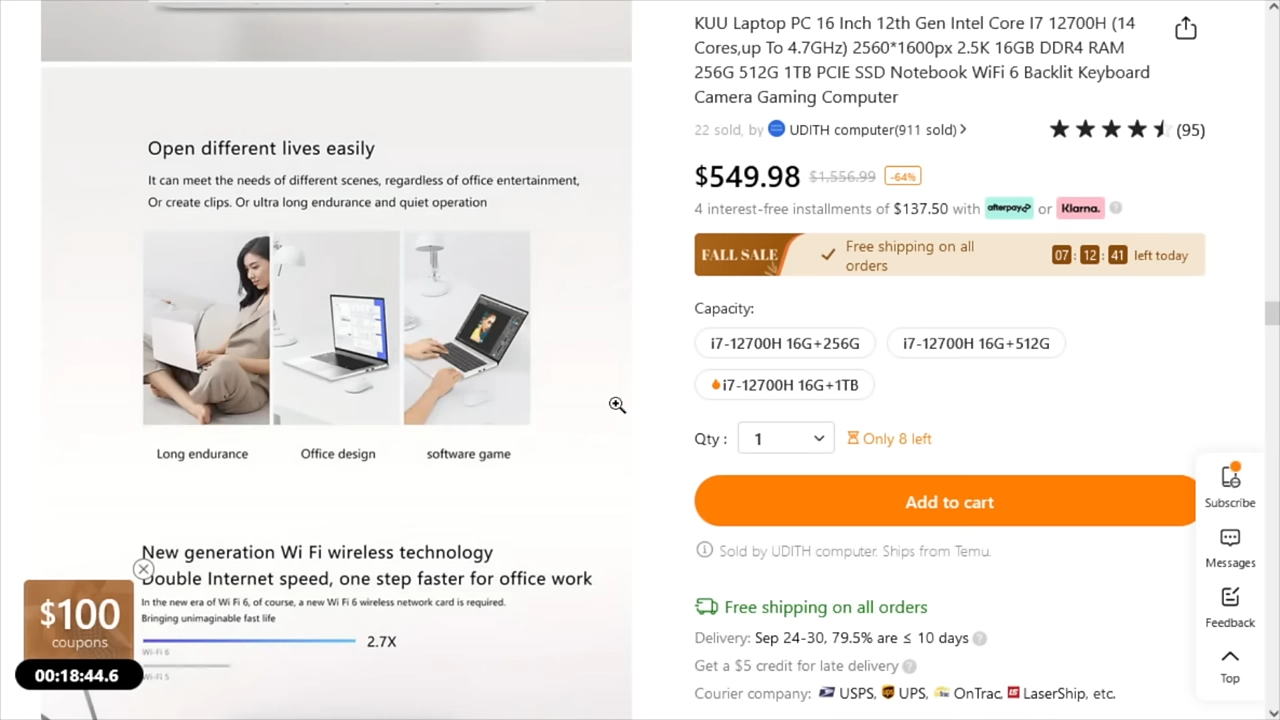 Open different lives easily
It can meet the needs of different scenes, regardless of office entertainment,
Or create clips. Or ultra long endurance and quiet operation
Long endurance
Office design
software game
New generation Wi Fi wireless technology
Double Internet speed, one step faster for office work
In the new era of Wi Fi 6, of course, a new Wi Fi 6 wireless network card is required.
Bringing unimaginable fast life
2.7X
Wi-Fi 6
Wi-Fi 5
$100
coupons
00:18:44.6
KUU Laptop PC 16 Inch 12th Gen Intel Core I7 12700H (14
Cores,up To 4.7GHz) 2560*1600px 2.5K 16GB DDR4 RAM
256G 512G 1TB PCIE SSD Notebook WiFi 6 Backlit Keyboard
Camera Gaming Computer
22 sold, by UDITH computer(911 sold)
(95)
$549.98 $1,556.99 -64%
4 interest-free installments of $137.50 with afterpay or Klarna. ?
FALL SALE
Free shipping on all
orders
07 : 12 : 41 left today
Capacity:
i7-12700H 16G+256G
i7-12700H 16G+512G
i7-12700H 16G+1TB
Qty : 1
Only 8 left
Add to cart
Sold by UDITH computer. Ships from Temu.
Free shipping on all orders
Delivery: Sep 24-30, 79.5% are ≤ 10 days ?
Get a $5 credit for late delivery ?
Courier company: USPS, UPS, OnTrac, LaserShip, etc.
Subscribe
Messages
Feedback
Top